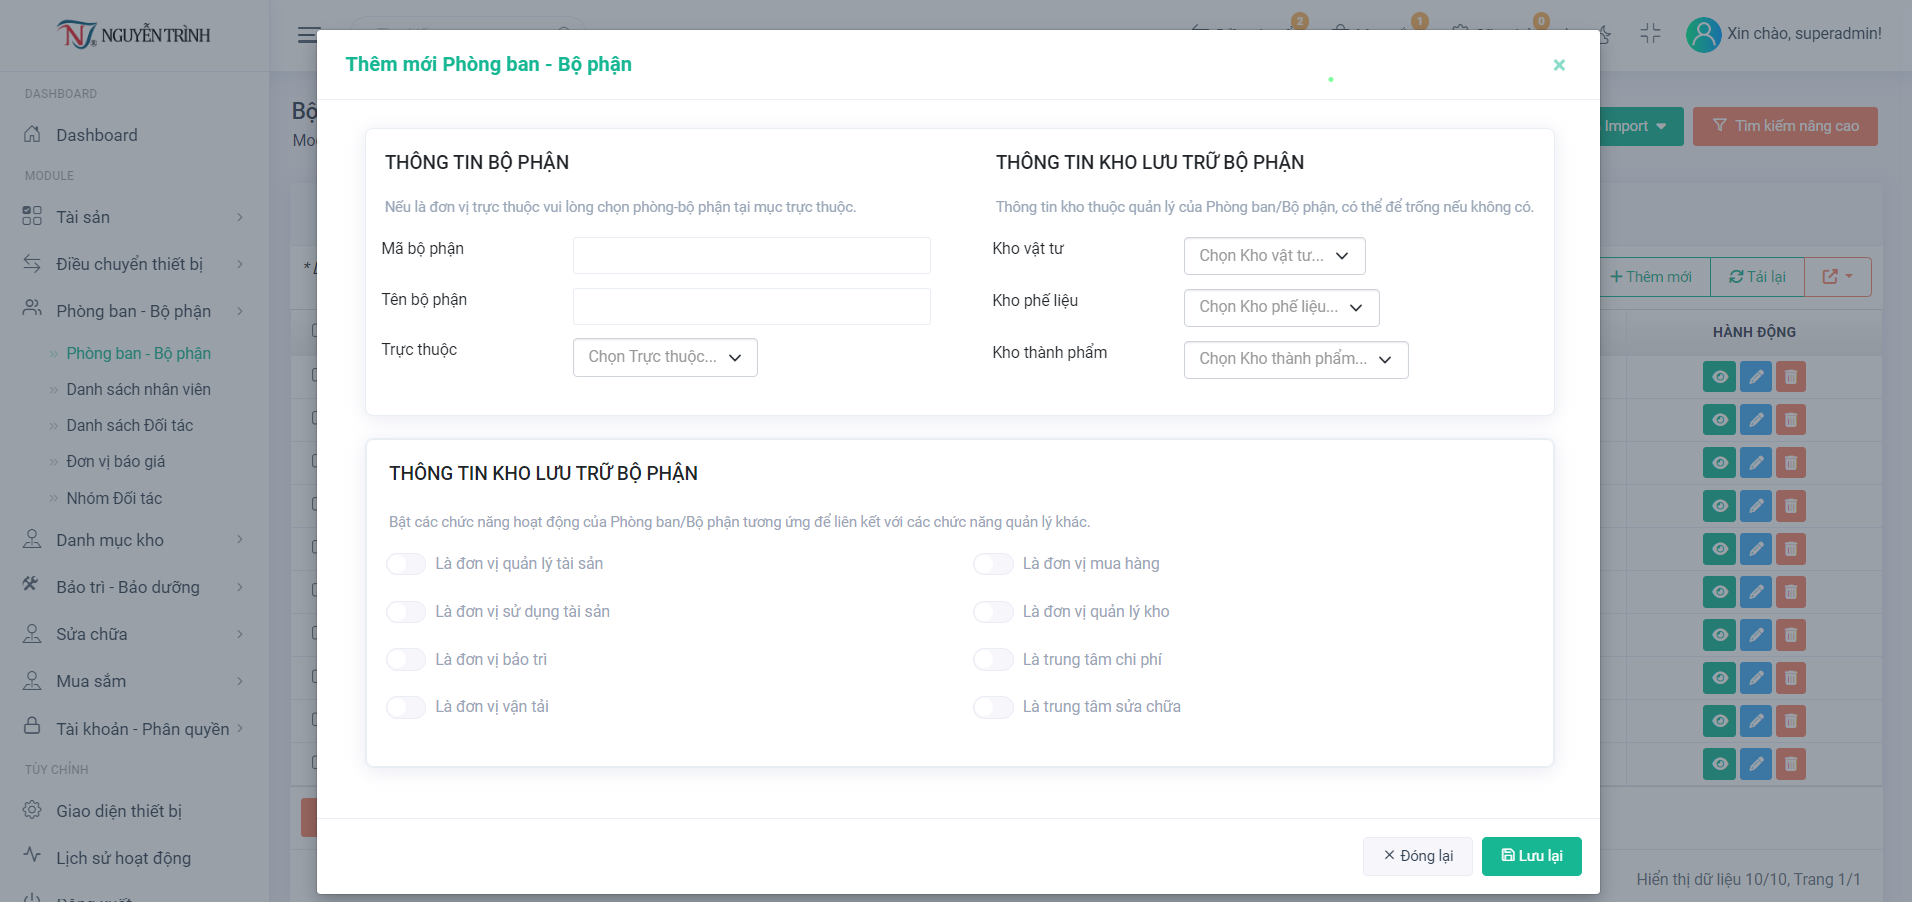 NGUYỄN TRÌNH
2
1
0
Xin chào, superadmin!
DASHBOARD
Dashboard
MODULE
Tài sản
Điều chuyển thiết bị
Phòng ban - Bộ phận
Phòng ban - Bộ phận
Danh sách nhân viên
Danh sách Đối tác
Đơn vị báo giá
Nhóm Đối tác
Danh mục kho
Bảo trì - Bảo dưỡng
Sửa chữa
Mua sắm
Tài khoản - Phân quyền
TÙY CHỈNH
Giao diện thiết bị
Lịch sử hoạt động
Import
Tìm kiếm nâng cao
Thêm mới
Tải lại
HÀNH ĐỘNG
Thêm mới Phòng ban - Bộ phận
THÔNG TIN BỘ PHẬN
Nếu là đơn vị trực thuộc vui lòng chọn phòng-bộ phận tại mục trực thuộc.
Mã bộ phận
Tên bộ phận
Trực thuộc
Chọn Trực thuộc...
THÔNG TIN KHO LƯU TRỮ BỘ PHẬN
Thông tin kho thuộc quản lý của Phòng ban/Bộ phận, có thể để trống nếu không có.
Kho vật tư
Chọn Kho vật tư...
Kho phế liệu
Chọn Kho phế liệu...
Kho thành phẩm
Chọn Kho thành phẩm...
THÔNG TIN KHO LƯU TRỮ BỘ PHẬN
Bật các chức năng hoạt động của Phòng ban/Bộ phận tương ứng để liên kết với các chức năng quản lý khác.
Là đơn vị quản lý tài sản
Là đơn vị mua hàng
Là đơn vị sử dụng tài sản
Là đơn vị quản lý kho
Là đơn vị bảo trì
Là trung tâm chi phí
Là đơn vị vận tải
Là trung tâm sửa chữa
Đóng lại
Lưu lại
Hiển thị dữ liệu 10/10, Trang 1/1